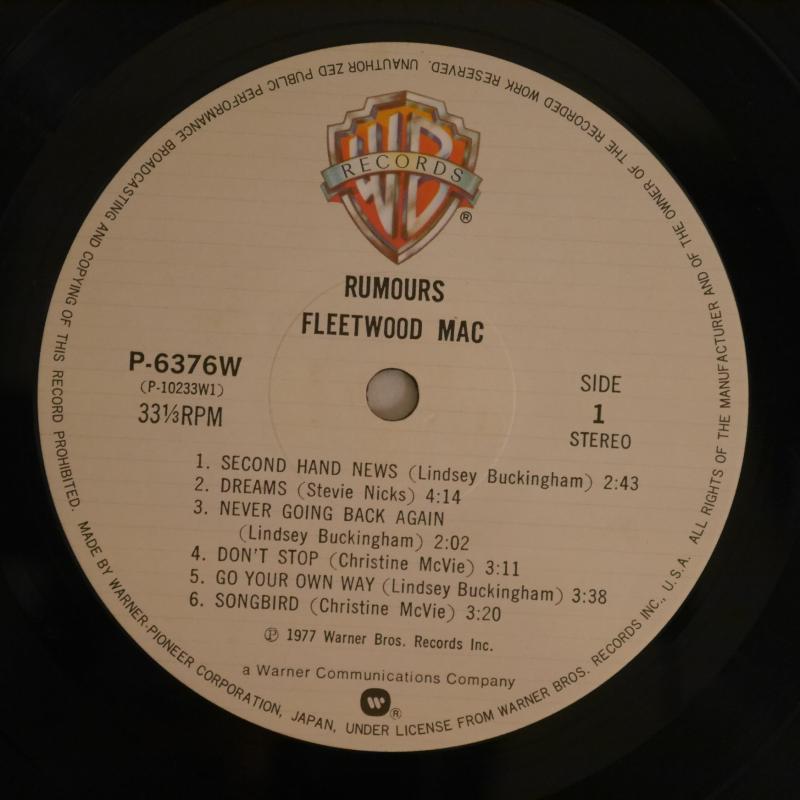 WB
RECORDS
®
RUMOURS
FLEETWOOD MAC
P-6376W
(P-10233W1)
33⅓RPM
SIDE
1
STEREO
1. SECOND HAND NEWS (Lindsey Buckingham) 2:43
2. DREAMS (Stevie Nicks) 4:14
3. NEVER GOING BACK AGAIN
(Lindsey Buckingham) 2:02
4. DON'T STOP (Christine McVie) 3:11
5. GO YOUR OWN WAY (Lindsey Buckingham) 3:38
6. SONGBIRD (Christine McVie) 3:20
℗ 1977 Warner Bros. Records Inc.
a Warner Communications Company
®
MADE BY WARNER-PIONEER CORPORATION, JAPAN, UNDER LICENSE FROM WARNER BROS. RECORDS INC., U.S.A. ALL RIGHTS OF THE MANUFACTURER AND OF THE OWNER OF THE RECORDED WORK RESERVED. UNAUTHOR ZED PUBLIC PERFORMANCE BROADCASTING AND COPYING OF THIS RECORD PROHIBITED.